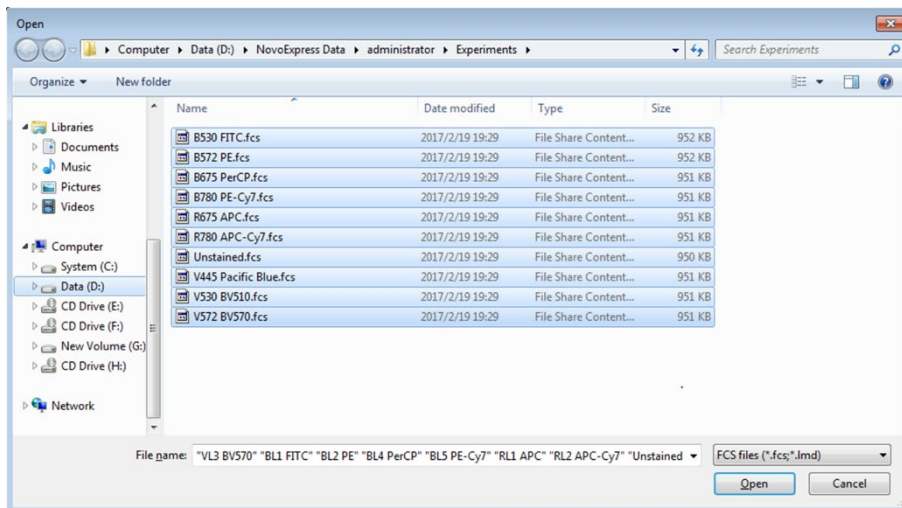 Open
Computer Data (D:) NovoExpress Data administrator Experiments Search Experiments
Organize New folder
Name Date modified Type Size
Libraries
Documents
Music
Pictures
Videos
Computer
System (C:)
Data (D:)
CD Drive (E:)
CD Drive (F:)
New Volume (G:)
CD Drive (H:)
Network
B530 FITC.fcs 2017/2/19 19:29 File Share Content... 952 KB
B572 PE.fcs 2017/2/19 19:29 File Share Content... 952 KB
B675 PerCP.fcs 2017/2/19 19:29 File Share Content... 951 KB
B780 PE-Cy7.fcs 2017/2/19 19:29 File Share Content... 951 KB
R675 APC.fcs 2017/2/19 19:29 File Share Content... 951 KB
R780 APC-Cy7.fcs 2017/2/19 19:29 File Share Content... 951 KB
Unstained.fcs 2017/2/19 19:29 File Share Content... 950 KB
V445 Pacific Blue.fcs 2017/2/19 19:29 File Share Content... 951 KB
V530 BV510.fcs 2017/2/19 19:29 File Share Content... 951 KB
V572 BV570.fcs 2017/2/19 19:29 File Share Content... 951 KB
File name: "VL3 BV570" "BL1 FITC" "BL2 PE" "BL4 PerCP" "BL5 PE-Cy7" "RL1 APC" "RL2 APC-Cy7" "Unstained FCS files (*.fcs;*.lmd)
Open Cancel